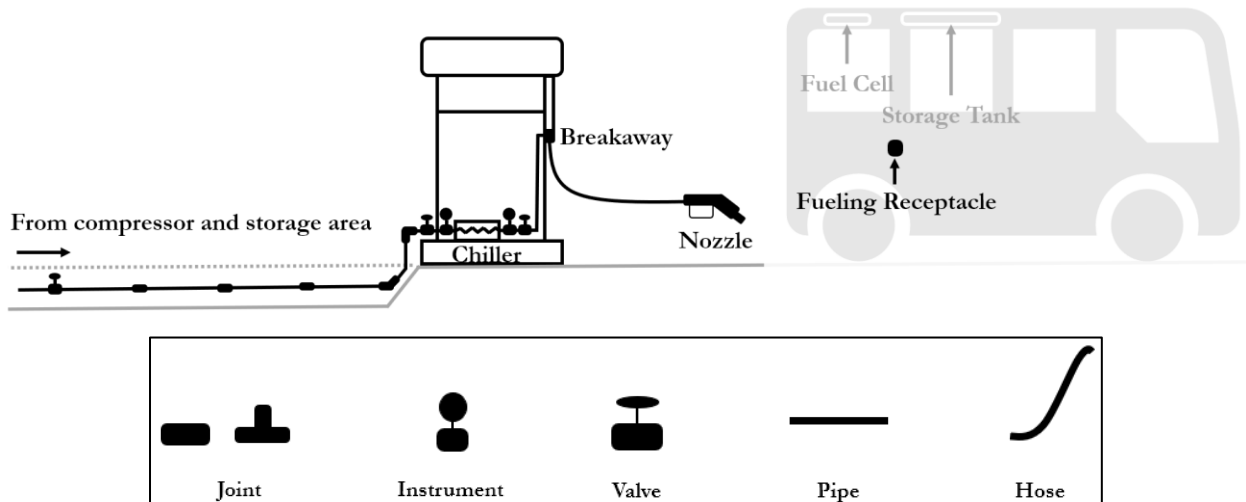 Fuel Cell
Storage Tank
Breakaway
Fueling Receptacle
From compressor and storage area
Nozzle
Chiller
Joint
Instrument
Valve
Pipe
Hose